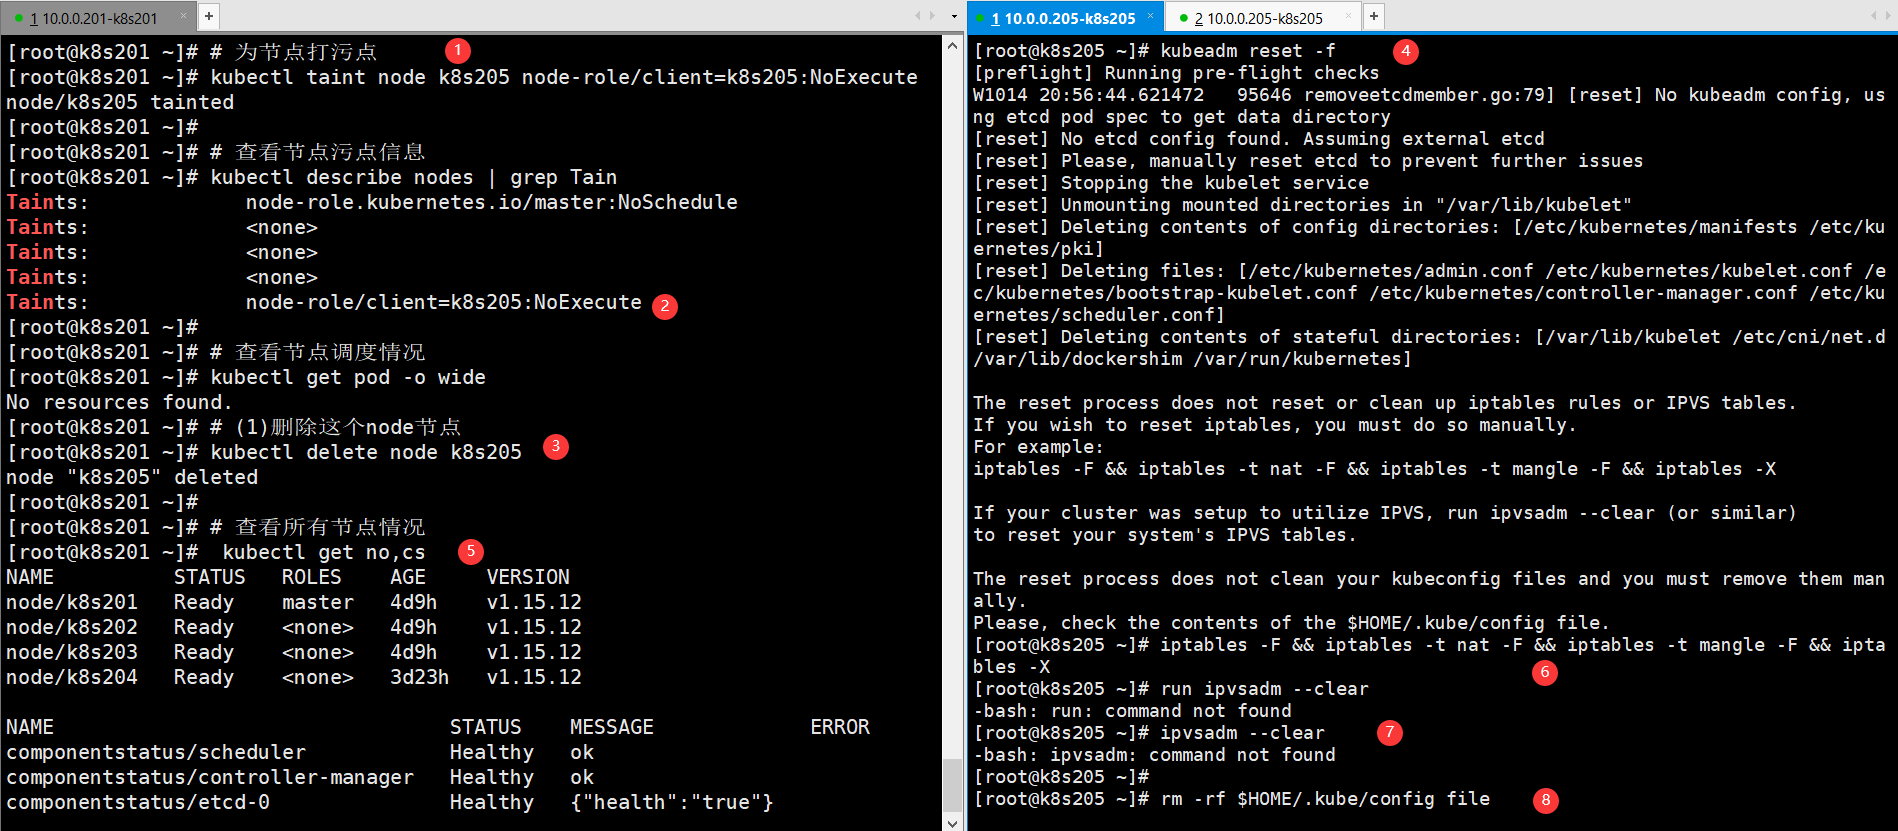 1 10.0.0.201-k8s201 × +
[root@k8s201 ~]# # 为节点打污点 1
[root@k8s201 ~]# kubectl taint node k8s205 node-role/client=k8s205:NoExecute
node/k8s205 tainted
[root@k8s201 ~]#
[root@k8s201 ~]# # 查看节点污点信息
[root@k8s201 ~]# kubectl describe nodes | grep Tain
Taints:             node-role.kubernetes.io/master:NoSchedule
Taints:             <none>
Taints:             <none>
Taints:             <none>
Taints:             node-role/client=k8s205:NoExecute 2
[root@k8s201 ~]#
[root@k8s201 ~]# # 查看节点调度情况
[root@k8s201 ~]# kubectl get pod -o wide
No resources found.
[root@k8s201 ~]# # (1)删除这个node节点
[root@k8s201 ~]# kubectl delete node k8s205 3
node "k8s205" deleted
[root@k8s201 ~]#
[root@k8s201 ~]# # 查看所有节点情况
[root@k8s201 ~]#  kubectl get no,cs 5
NAME          STATUS   ROLES    AGE     VERSION
node/k8s201   Ready    master   4d9h    v1.15.12
node/k8s202   Ready    <none>   4d9h    v1.15.12
node/k8s203   Ready    <none>   4d9h    v1.15.12
node/k8s204   Ready    <none>   3d23h   v1.15.12
NAME                                 STATUS    MESSAGE             ERROR
componentstatus/scheduler            Healthy   ok
componentstatus/controller-manager   Healthy   ok
componentstatus/etcd-0               Healthy   {"health":"true"}
1 10.0.0.205-k8s205 × 2 10.0.0.205-k8s205 × +
[root@k8s205 ~]# kubeadm reset -f 4
[preflight] Running pre-flight checks
W1014 20:56:44.621472   95646 removeetcdmember.go:79] [reset] No kubeadm config, us
ng etcd pod spec to get data directory
[reset] No etcd config found. Assuming external etcd
[reset] Please, manually reset etcd to prevent further issues
[reset] Stopping the kubelet service
[reset] Unmounting mounted directories in "/var/lib/kubelet"
[reset] Deleting contents of config directories: [/etc/kubernetes/manifests /etc/ku
ernetes/pki]
[reset] Deleting files: [/etc/kubernetes/admin.conf /etc/kubernetes/kubelet.conf /e
c/kubernetes/bootstrap-kubelet.conf /etc/kubernetes/controller-manager.conf /etc/ku
ernetes/scheduler.conf]
[reset] Deleting contents of stateful directories: [/var/lib/kubelet /etc/cni/net.d
/var/lib/dockershim /var/run/kubernetes]
The reset process does not reset or clean up iptables rules or IPVS tables.
If you wish to reset iptables, you must do so manually.
For example:
iptables -F && iptables -t nat -F && iptables -t mangle -F && iptables -X
If your cluster was setup to utilize IPVS, run ipvsadm --clear (or similar)
to reset your system's IPVS tables.
The reset process does not clean your kubeconfig files and you must remove them man
ally.
Please, check the contents of the $HOME/.kube/config file.
[root@k8s205 ~]# iptables -F && iptables -t nat -F && iptables -t mangle -F && ipta
bles -X 6
[root@k8s205 ~]# run ipvsadm --clear
-bash: run: command not found
[root@k8s205 ~]# ipvsadm --clear 7
-bash: ipvsadm: command not found
[root@k8s205 ~]#
[root@k8s205 ~]# rm -rf $HOME/.kube/config file 8